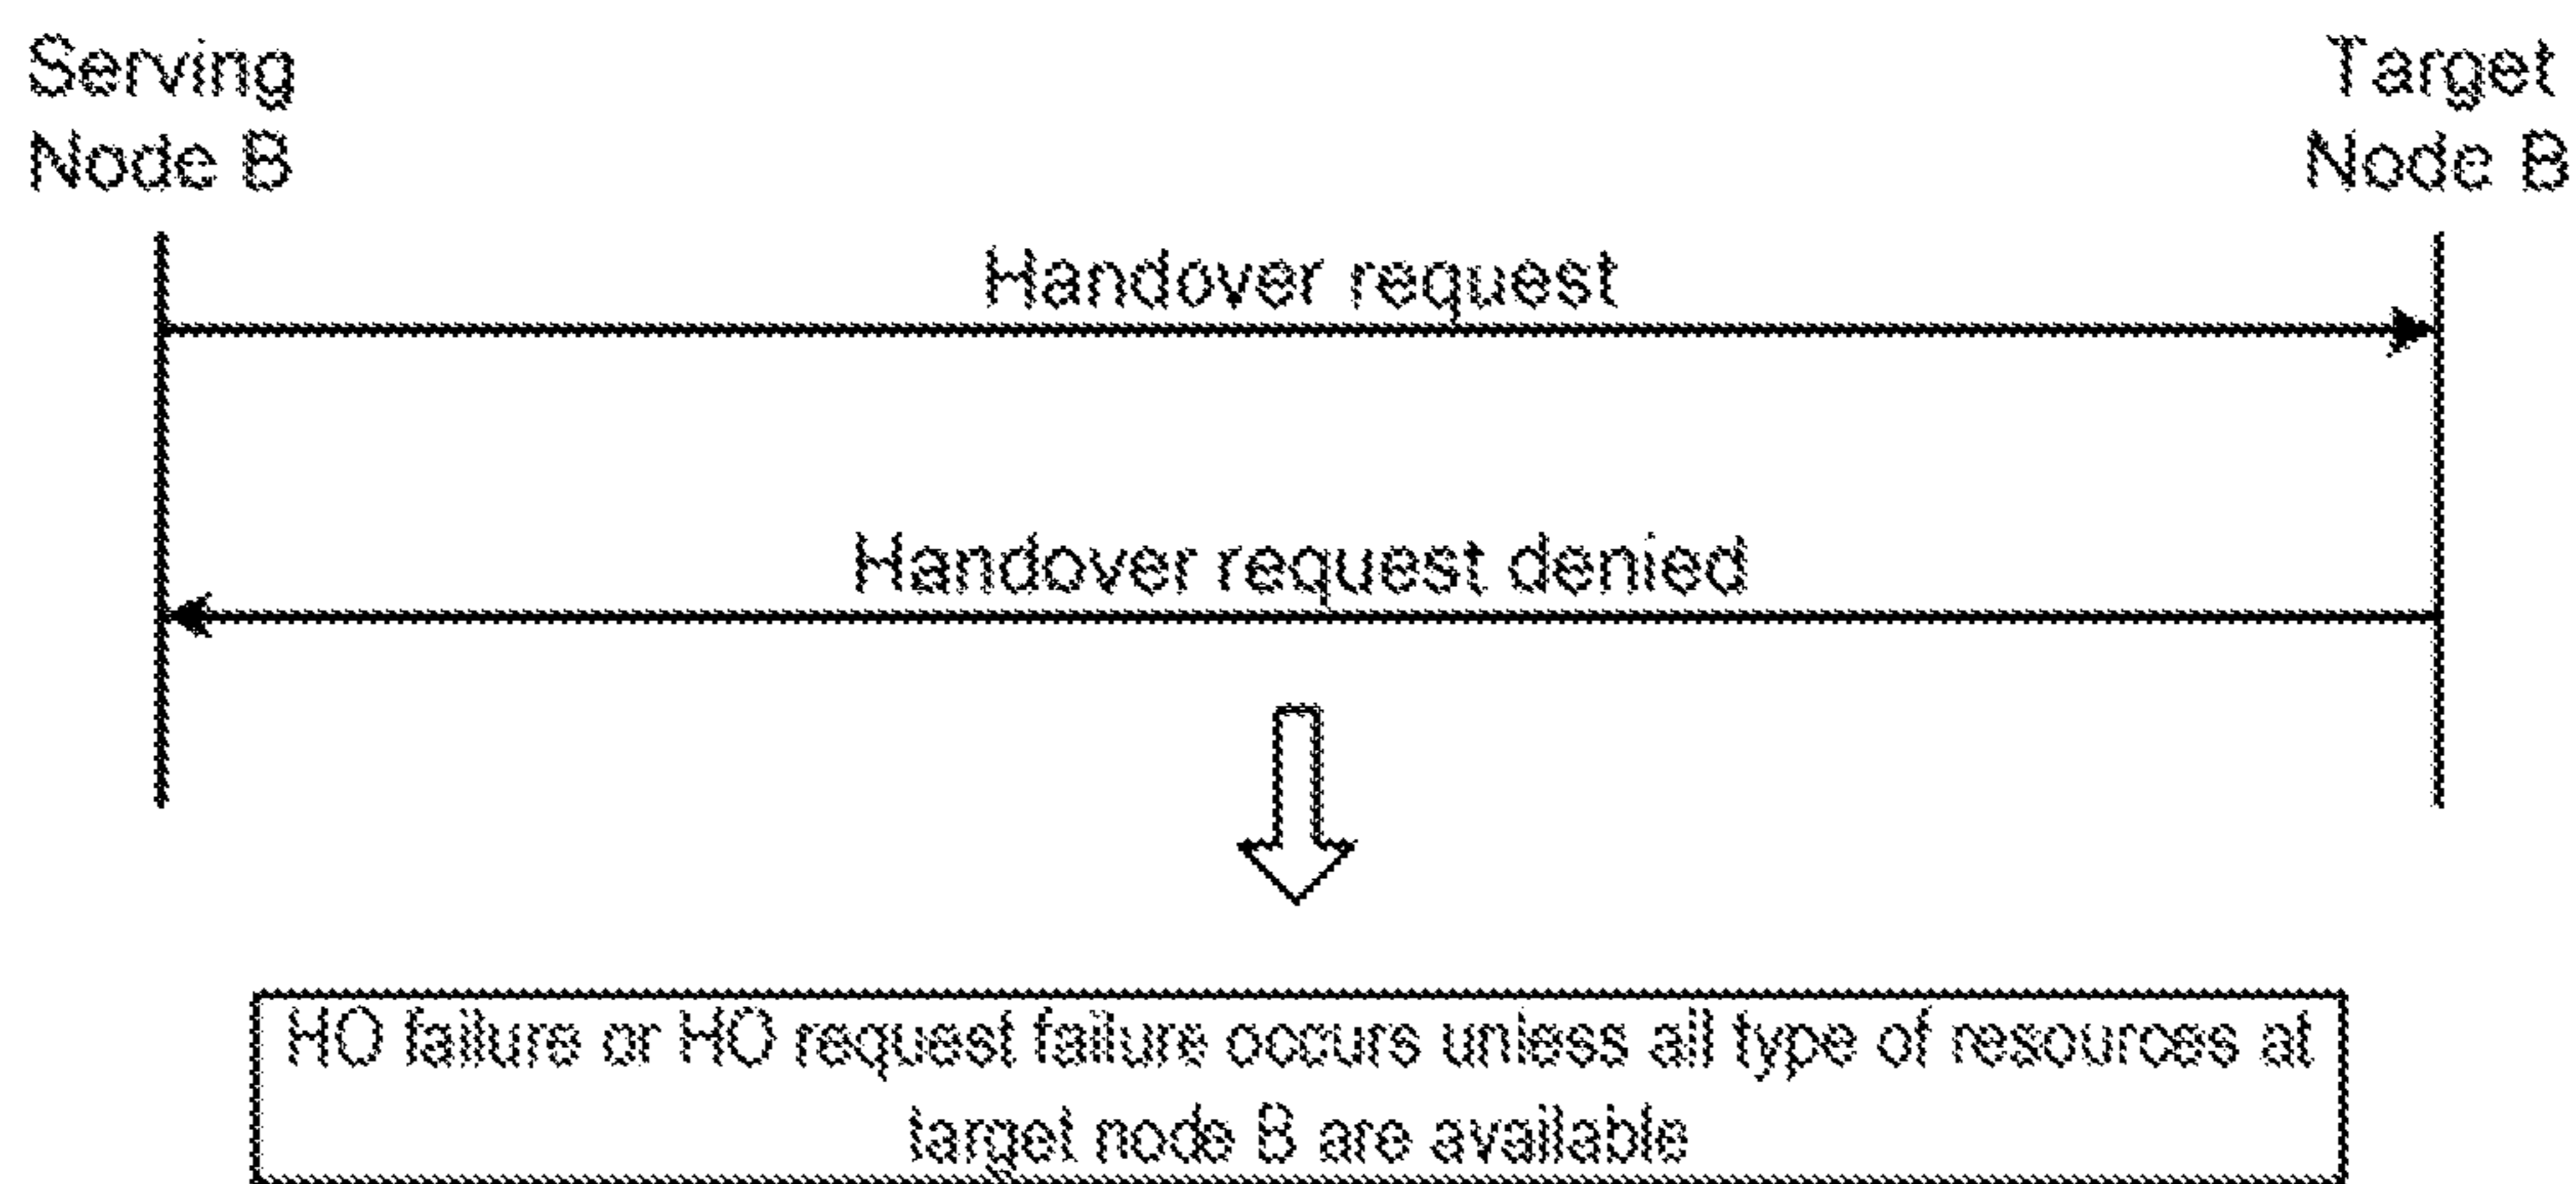 Serving
Node B
Target
Node B
Handover request
Handover request denied
HO failure or HO request failure occurs unless all type of resources at
target node B are available